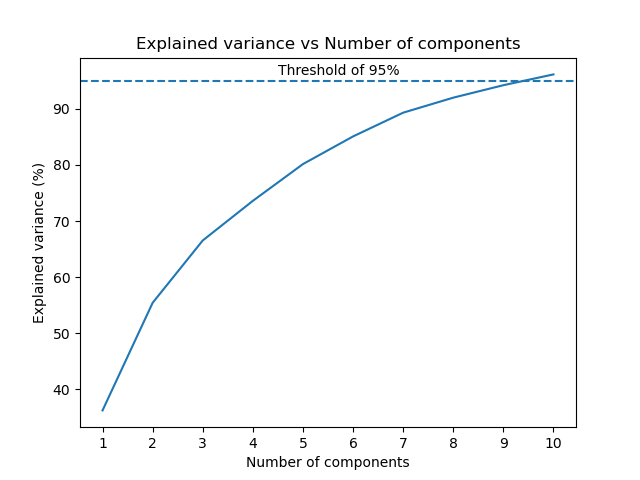 Explained variance vs Number of components
Threshold of 95%
Explained variance (%)
90
80
70
60
50
40
1 2 3 4 5 6 7 8 9 10
Number of components